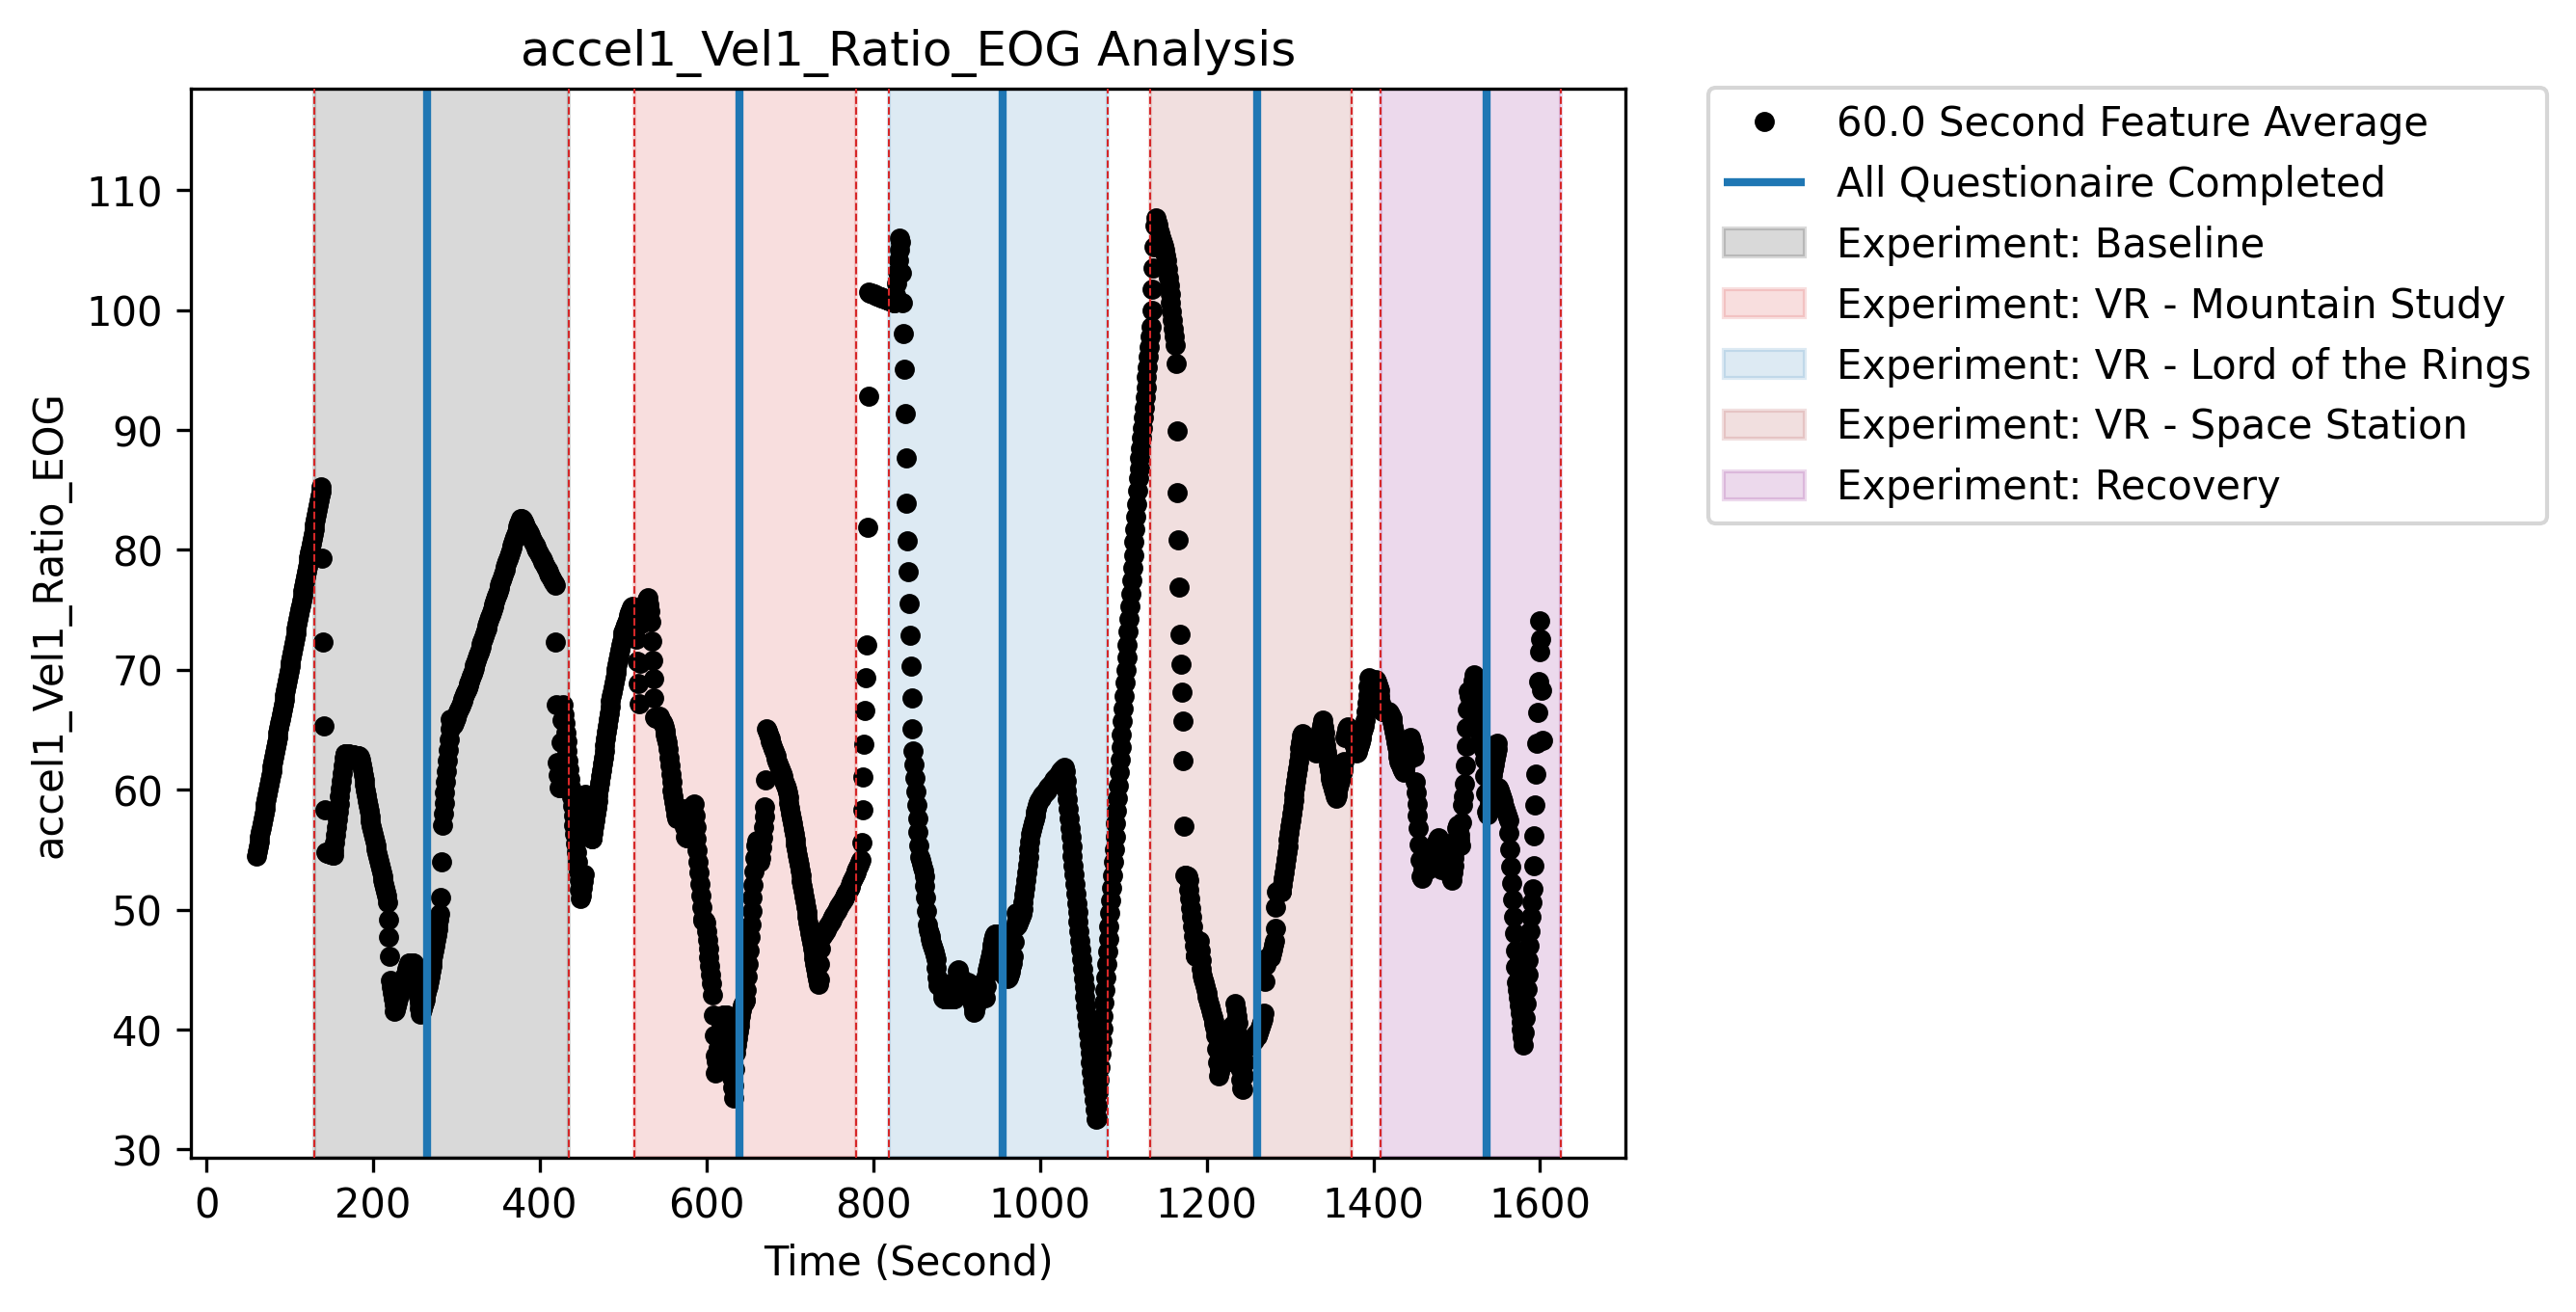 accel1_Vel1_Ratio_EOG Analysis
accel1_Vel1_Ratio_EOG
110
100
90
80
70
60
50
40
30
0 200 400 600 800 1000 1200 1400 1600
Time (Second)
60.0 Second Feature Average
All Questionaire Completed
Experiment: Baseline
Experiment: VR - Mountain Study
Experiment: VR - Lord of the Rings
Experiment: VR - Space Station
Experiment: Recovery